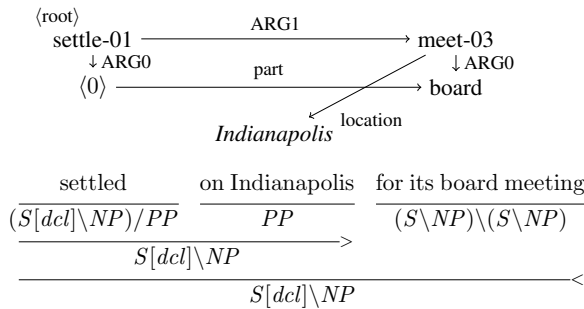 ⟨root⟩
settle-01 ARG1 meet-03
↓ARG0 ↓ARG0
⟨0⟩ part board
location
Indianapolis
settled on Indianapolis for its board meeting
(S[dcl]\NP)/PP PP (S\NP)\(S\NP)
>
S[dcl]\NP
<
S[dcl]\NP